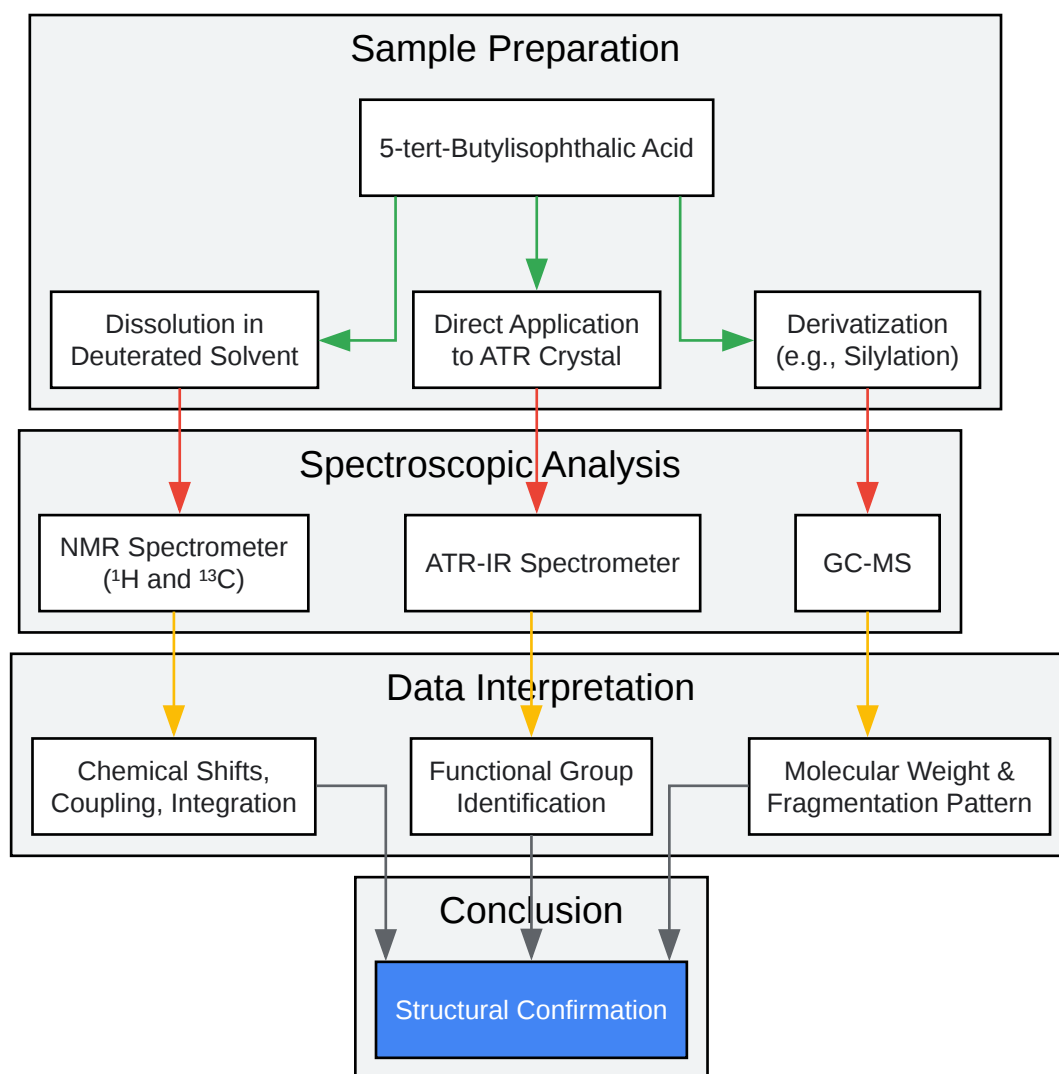 Sample Preparation
5-tert-Butylisophthalic Acid
Dissolution in
Deuterated Solvent
Direct Application
to ATR Crystal
Derivatization
(e.g., Silylation)
Spectroscopic Analysis
NMR Spectrometer
(¹H and ¹³C)
ATR-IR Spectrometer
GC-MS
Data Interpretation
Chemical Shifts,
Coupling, Integration
Functional Group
Identification
Molecular Weight &
Fragmentation Pattern
Conclusion
Structural Confirmation